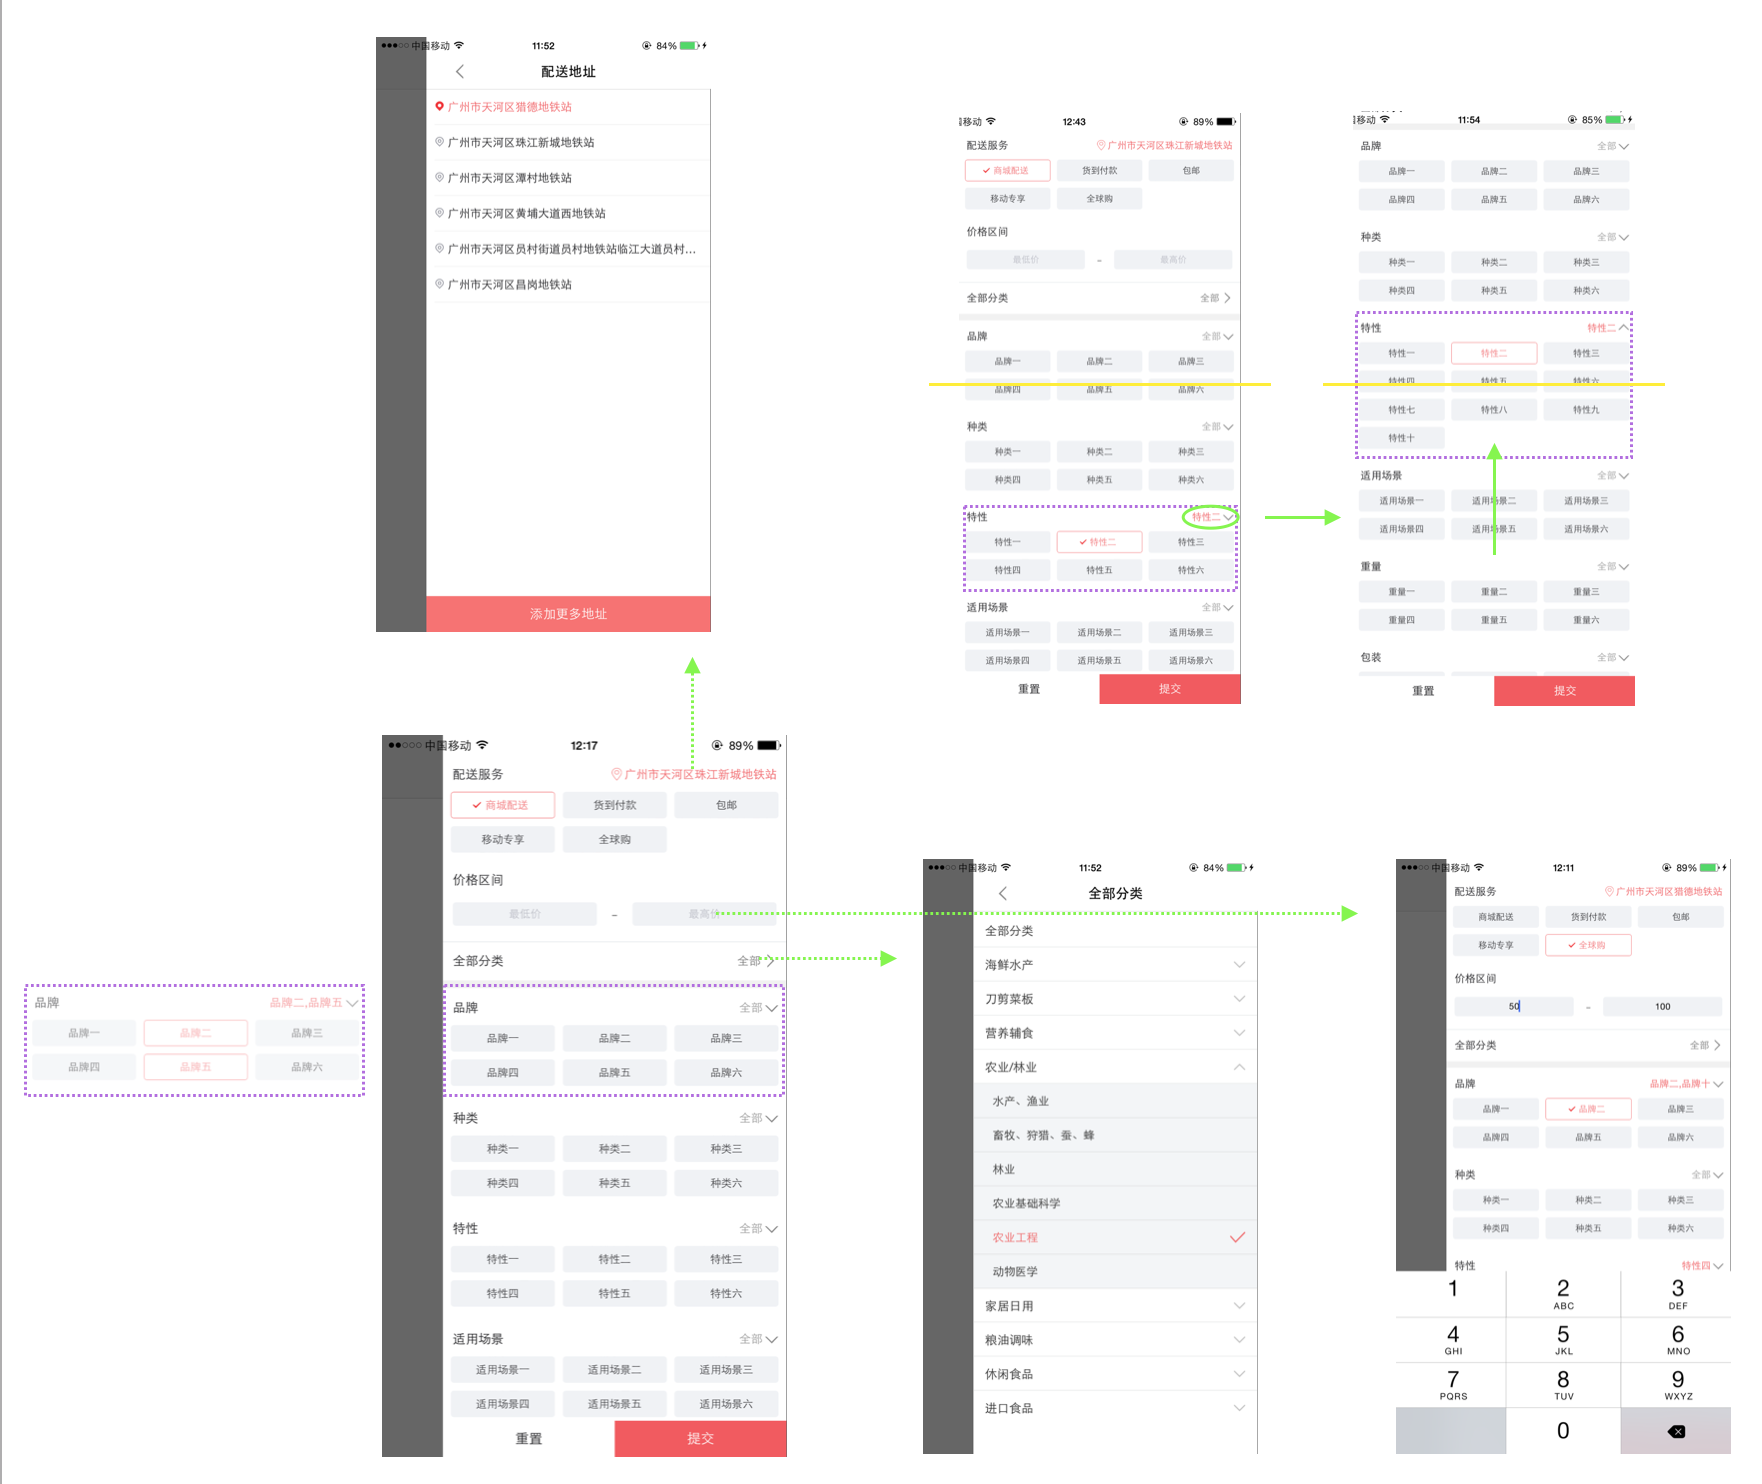 中国移动 11:52 84%
配送地址
广州市天河区猎德地铁站
广州市天河区珠江新城地铁站
广州市天河区潭村地铁站
广州市天河区黄埔大道西地铁站
广州市天河区员村街道员村地铁站临江大道员村...
广州市天河区昌岗地铁站
添加更多地址
国移动 12:43 89%
配送服务 广州市天河区珠江新城地铁站
商城配送 货到付款 包邮
移动专享 全球购
价格区间
最低价 - 最高价
全部分类 全部
品牌 全部
品牌一 品牌二 品牌三
品牌四 品牌五 品牌六
种类 全部
种类一 种类二 种类三
种类四 种类五 种类六
特性 特性二
特性一 特性二 特性三
特性四 特性五 特性六
适用场景 全部
适用场景一 适用场景二 适用场景三
适用场景四 适用场景五 适用场景六
重置 提交
国移动 11:54 85%
品牌 全部
品牌一 品牌二 品牌三
品牌四 品牌五 品牌六
种类 全部
种类一 种类二 种类三
种类四 种类五 种类六
特性 特性二
特性一 特性二 特性三
特性四 特性五 特性六
特性七 特性八 特性九
特性十
适用场景 全部
适用场景一 适用场景二 适用场景三
适用场景四 适用场景五 适用场景六
重量 全部
重量一 重量二 重量三
重量四 重量五 重量六
包装 全部
重置 提交
品牌 品牌二,品牌五
品牌一 品牌二 品牌三
品牌四 品牌五 品牌六
中国移动 12:17 89%
配送服务 广州市天河区珠江新城地铁站
商城配送 货到付款 包邮
移动专享 全球购
价格区间
最低价 - 最高价
全部分类 全部
品牌 全部
品牌一 品牌二 品牌三
品牌四 品牌五 品牌六
种类 全部
种类一 种类二 种类三
种类四 种类五 种类六
特性 全部
特性一 特性二 特性三
特性四 特性五 特性六
适用场景 全部
适用场景一 适用场景二 适用场景三
适用场景四 适用场景五 适用场景六
重置 提交
中国移动 11:52 84%
全部分类
全部分类
海鲜水产
刀剪菜板
营养辅食
农业/林业
水产、渔业
畜牧、狩猎、蚕、蜂
林业
农业基础科学
农业工程
动物医学
家居日用
粮油调味
休闲食品
进口食品
中国移动 12:11 89%
配送服务 广州市天河区猎德地铁站
商城配送 货到付款 包邮
移动专享 全球购
价格区间
50 - 100
全部分类 全部
品牌 品牌二,品牌十
品牌一 品牌二 品牌三
品牌四 品牌五 品牌六
种类 全部
种类一 种类二 种类三
种类四 种类五 种类六
特性 特性四
1 2 3
ABC DEF
4 5 6
GHI JKL MNO
7 8 9
PQRS TUV WXYZ
0